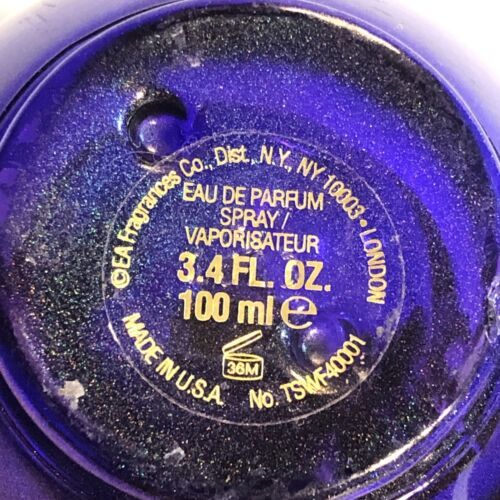 ©EA Fragrances Co., Dist. N.Y., NY 10003 • LONDON
EAU DE PARFUM
SPRAY/
VAPORISATEUR
3.4 FL. OZ.
100 ml e
36M
MADE IN U.S.A. No. TSWF40001